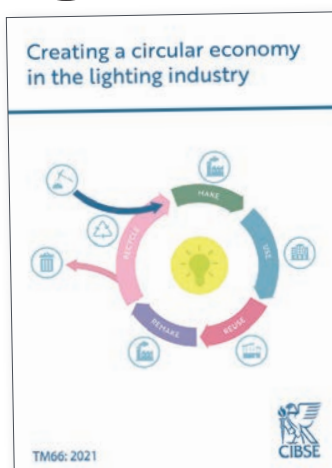 Creating a circular economy
in the lighting industry
MAKE
USE
REUSE
REMAKE
RECYCLE
TM66: 2021
CIBSE